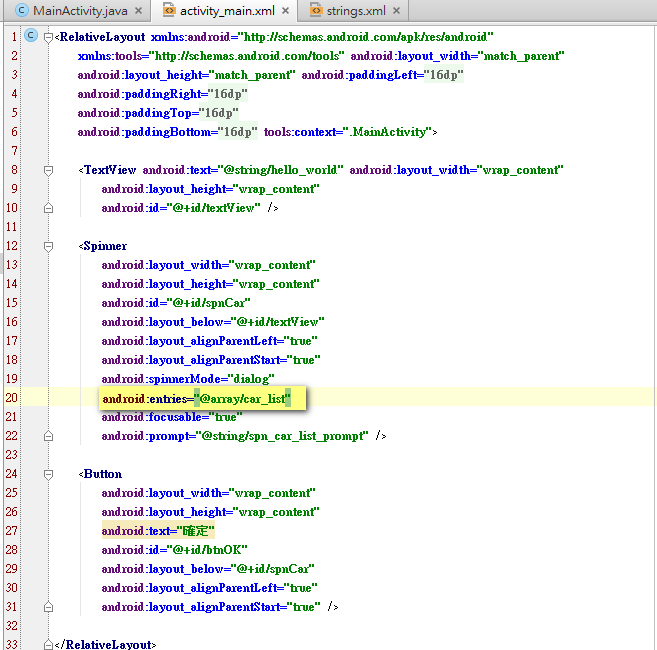 MainActivity.java × activity_main.xml × strings.xml ×
1 C <RelativeLayout xmlns:android="http://schemas.android.com/apk/res/android"
2 xmlns:tools="http://schemas.android.com/tools" android:layout_width="match_parent"
3 android:layout_height="match_parent" android:paddingLeft="16dp"
4 android:paddingRight="16dp"
5 android:paddingTop="16dp"
6 android:paddingBottom="16dp" tools:context=".MainActivity">
7
8 <TextView android:text="@string/hello_world" android:layout_width="wrap_content"
9 android:layout_height="wrap_content"
10 android:id="@+id/textView" />
11
12 <Spinner
13 android:layout_width="wrap_content"
14 android:layout_height="wrap_content"
15 android:id="@+id/spnCar"
16 android:layout_below="@+id/textView"
17 android:layout_alignParentLeft="true"
18 android:layout_alignParentStart="true"
19 android:spinnerMode="dialog"
20 android:entries="@array/car_list"
21 android:focusable="true"
22 android:prompt="@string/spn_car_list_prompt" />
23
24 <Button
25 android:layout_width="wrap_content"
26 android:layout_height="wrap_content"
27 android:text="確定"
28 android:id="@+id/btnOK"
29 android:layout_below="@+id/spnCar"
30 android:layout_alignParentLeft="true"
31 android:layout_alignParentStart="true" />
32
33 </RelativeLayout>